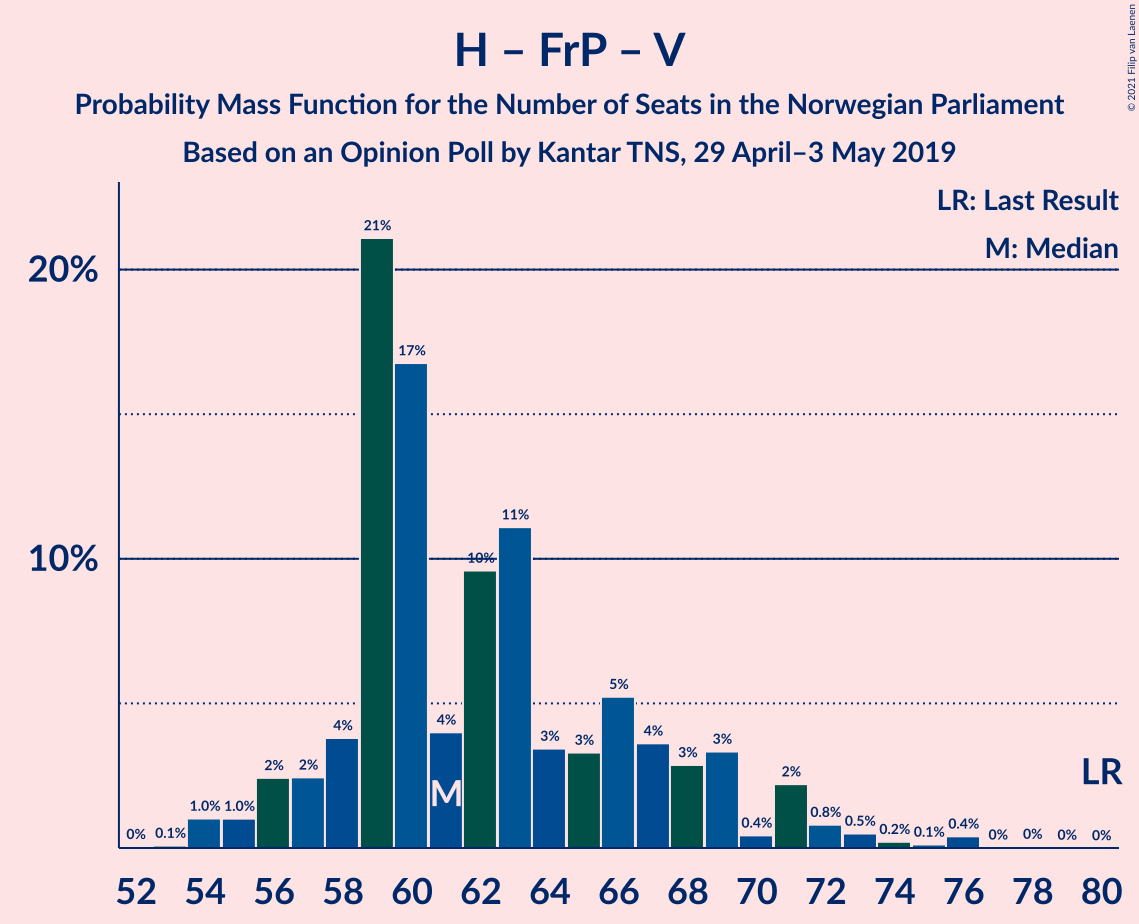 H – FrP – V
Probability Mass Function for the Number of Seats in the Norwegian Parliament
Based on an Opinion Poll by Kantar TNS, 29 April–3 May 2019
© 2021 Filip van Laenen
LR: Last Result
M: Median
20%
10%
0% 0.1% 1.0% 1.0% 2% 2% 4% 21% 17% 4% 10% 11% 3% 3% 5% 4% 3% 3% 0.4% 2% 0.8% 0.5% 0.2% 0.1% 0.4% 0% 0% 0% 0%
M
LR
52 54 56 58 60 62 64 66 68 70 72 74 76 78 80